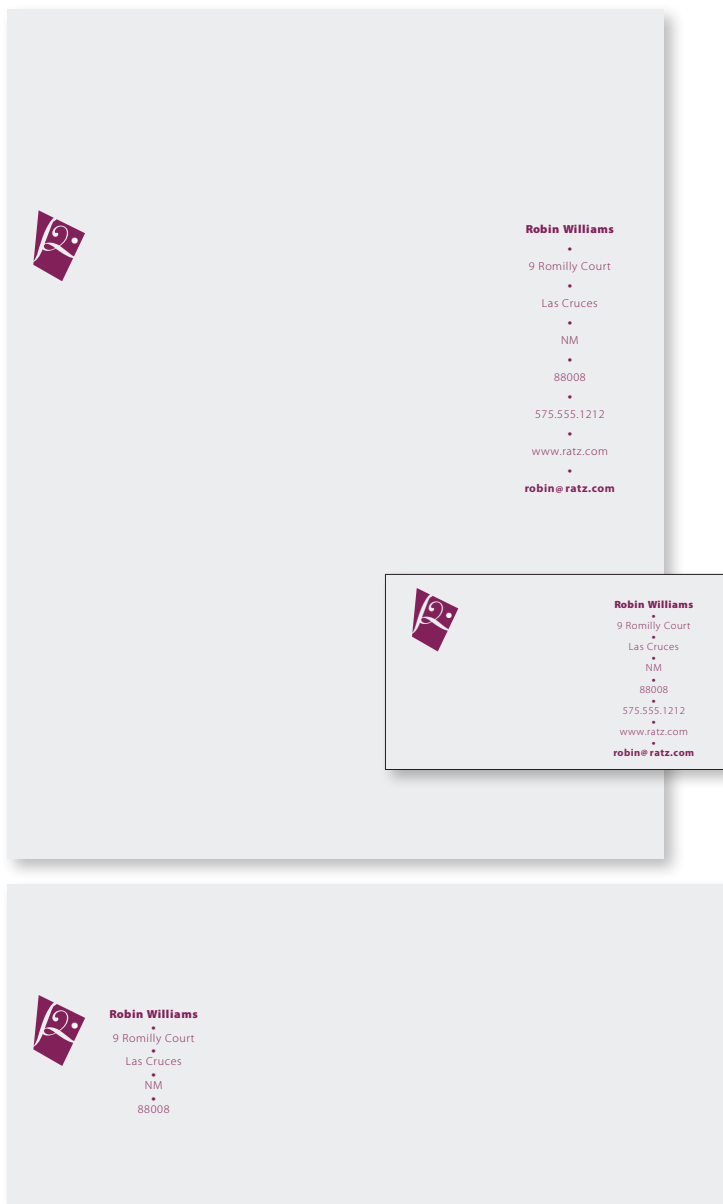 Robin Williams
•
9 Romilly Court
•
Las Cruces
•
NM
•
88008
•
575.555.1212
•
www.ratz.com
•
robin@ratz.com
Robin Williams
•
9 Romilly Court
•
Las Cruces
•
NM
•
88008
•
575.555.1212
•
www.ratz.com
•
robin@ratz.com
Robin Williams
•
9 Romilly Court
•
Las Cruces
•
NM
•
88008